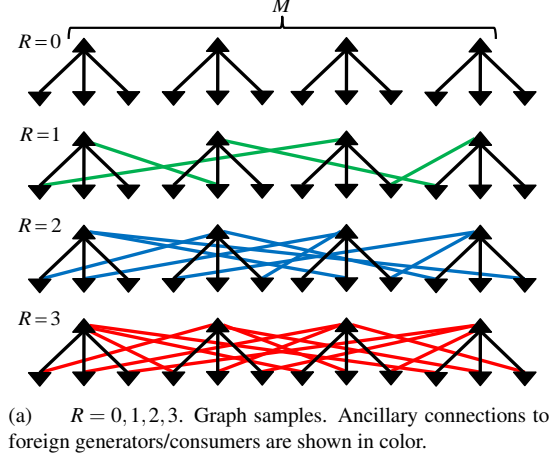 M
R=0
R=1
R=2
R=3
(a) R = 0, 1, 2, 3. Graph samples. Ancillary connections to
foreign generators/consumers are shown in color.